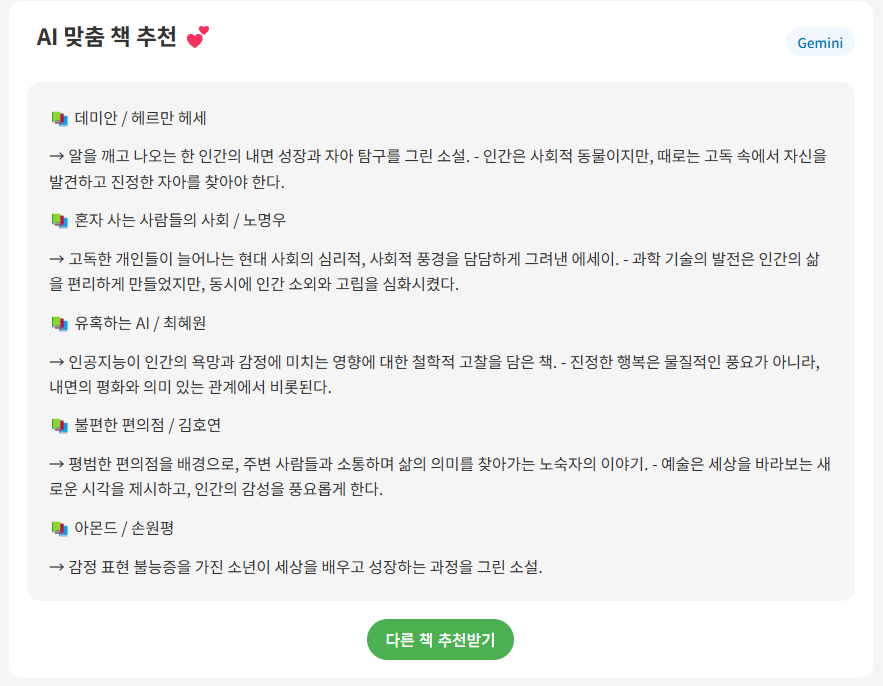 AI 맞춤 책 추천 💕
Gemini
📚 데미안 / 헤르만 헤세
→ 알을 깨고 나오는 한 인간의 내면 성장과 자아 탐구를 그린 소설. - 인간은 사회적 동물이지만, 때로는 고독 속에서 자신을
발견하고 진정한 자아를 찾아야 한다.
📚 혼자 사는 사람들의 사회 / 노명우
→ 고독한 개인들이 늘어나는 현대 사회의 심리적, 사회적 풍경을 담담하게 그려낸 에세이. - 과학 기술의 발전은 인간의 삶
을 편리하게 만들었지만, 동시에 인간 소외와 고립을 심화시켰다.
📚 유혹하는 AI / 최혜원
→ 인공지능이 인간의 욕망과 감정에 미치는 영향에 대한 철학적 고찰을 담은 책. - 진정한 행복은 물질적인 풍요가 아니라,
내면의 평화와 의미 있는 관계에서 비롯된다.
📚 불편한 편의점 / 김호연
→ 평범한 편의점을 배경으로, 주변 사람들과 소통하며 삶의 의미를 찾아가는 노숙자의 이야기. - 예술은 세상을 바라보는 새
로운 시각을 제시하고, 인간의 감성을 풍요롭게 한다.
📚 아몬드 / 손원평
→ 감정 표현 불능증을 가진 소년이 세상을 배우고 성장하는 과정을 그린 소설.
다른 책 추천받기